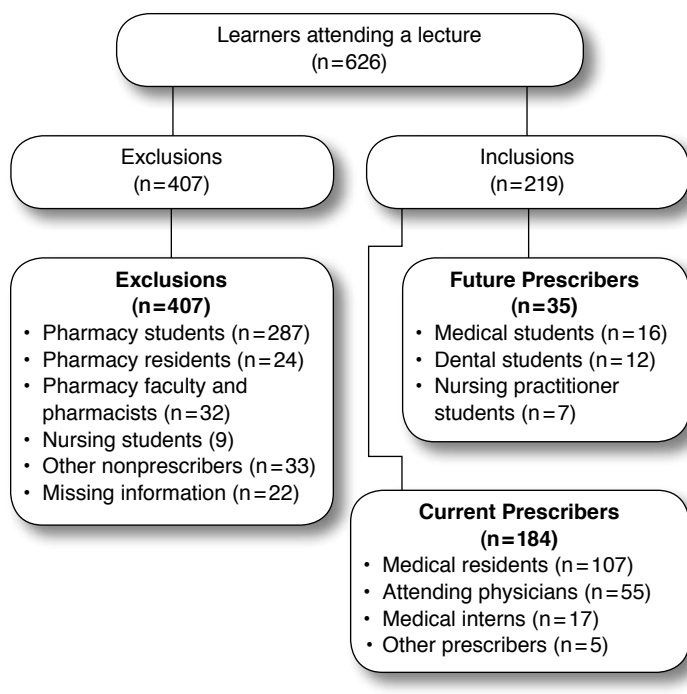 Learners attending a lecture
(n=626)
Exclusions
(n=407)
Inclusions
(n=219)
Exclusions
(n=407)
• Pharmacy students (n=287)
• Pharmacy residents (n=24)
• Pharmacy faculty and
pharmacists (n=32)
• Nursing students (9)
• Other nonprescribers (n=33)
• Missing information (n=22)
Future Prescribers
(n=35)
• Medical students (n=16)
• Dental students (n=12)
• Nursing practitioner
students (n=7)
Current Prescribers
(n=184)
• Medical residents (n=107)
• Attending physicians (n=55)
• Medical interns (n=17)
• Other prescribers (n=5)